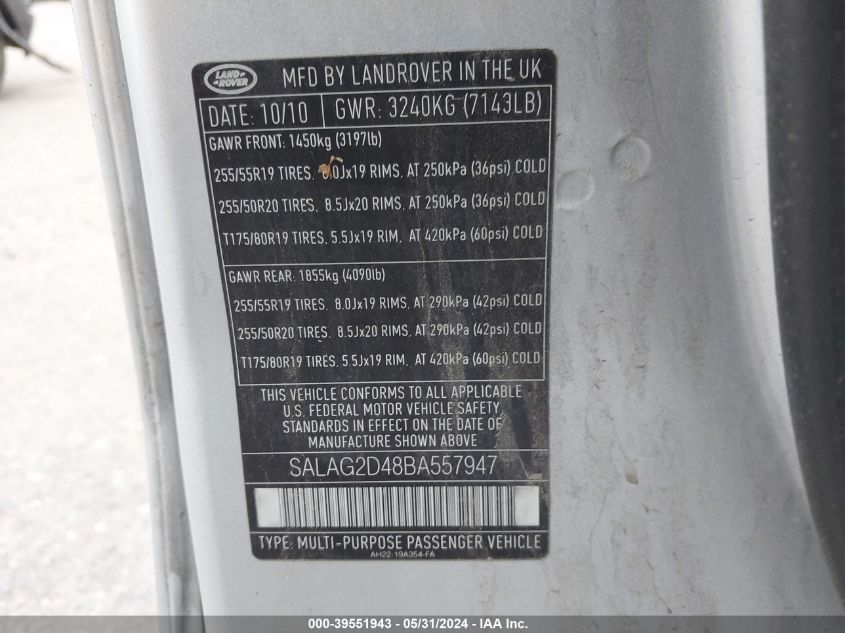 LAND ROVER
MFD BY LANDROVER IN THE UK
DATE: 10/10 GWR: 3240KG (7143LB)
GAWR FRONT: 1450kg (3197lb)
255/55R19 TIRES. 8.0Jx19 RIMS, AT 250kPa (36psi) COLD
255/50R20 TIRES. 8.5Jx20 RIMS, AT 250kPa (36psi) COLD
T175/80R19 TIRES, 5.5Jx19 RIM, AT 420kPa (60psi) COLD
GAWR REAR: 1855kg (4090lb)
255/55R19 TIRES. 8.0Jx19 RIMS, AT 290kPa (42psi) COLD
255/50R20 TIRES. 8.5Jx20 RIMS, AT 290kPa (42psi) COLD
T175/80R19 TIRES, 5.5Jx19 RIM, AT 420kPa (60psi) COLD
THIS VEHICLE CONFORMS TO ALL APPLICABLE
U.S. FEDERAL MOTOR VEHICLE SAFETY
STANDARDS IN EFFECT ON THE DATE OF
MANUFACTURE SHOWN ABOVE
SALAG2D48BA557947
TYPE: MULTI-PURPOSE PASSENGER VEHICLE
AH22-19A354-FA
000-39551943 - 05/31/2024 - IAANS. - Stock#: